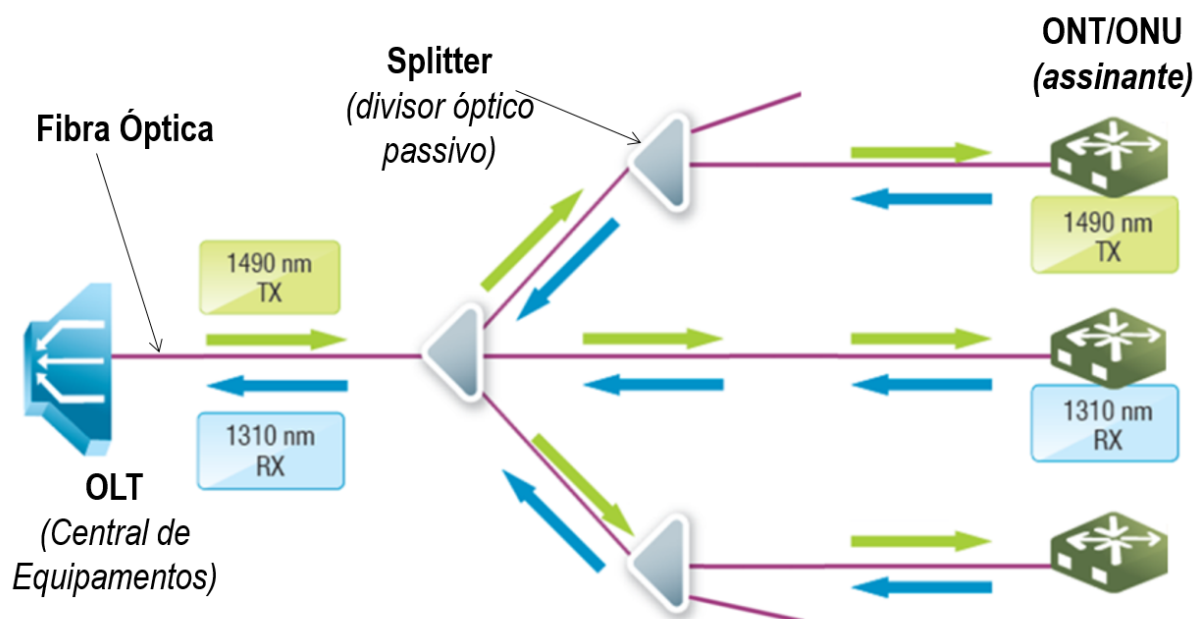 ONT/ONU
(assinante)
Splitter
(divisor óptico
passivo)
Fibra Óptica
1490 nm
TX
1490 nm
TX
1310 nm
RX
1310 nm
RX
OLT
(Central de
Equipamentos)